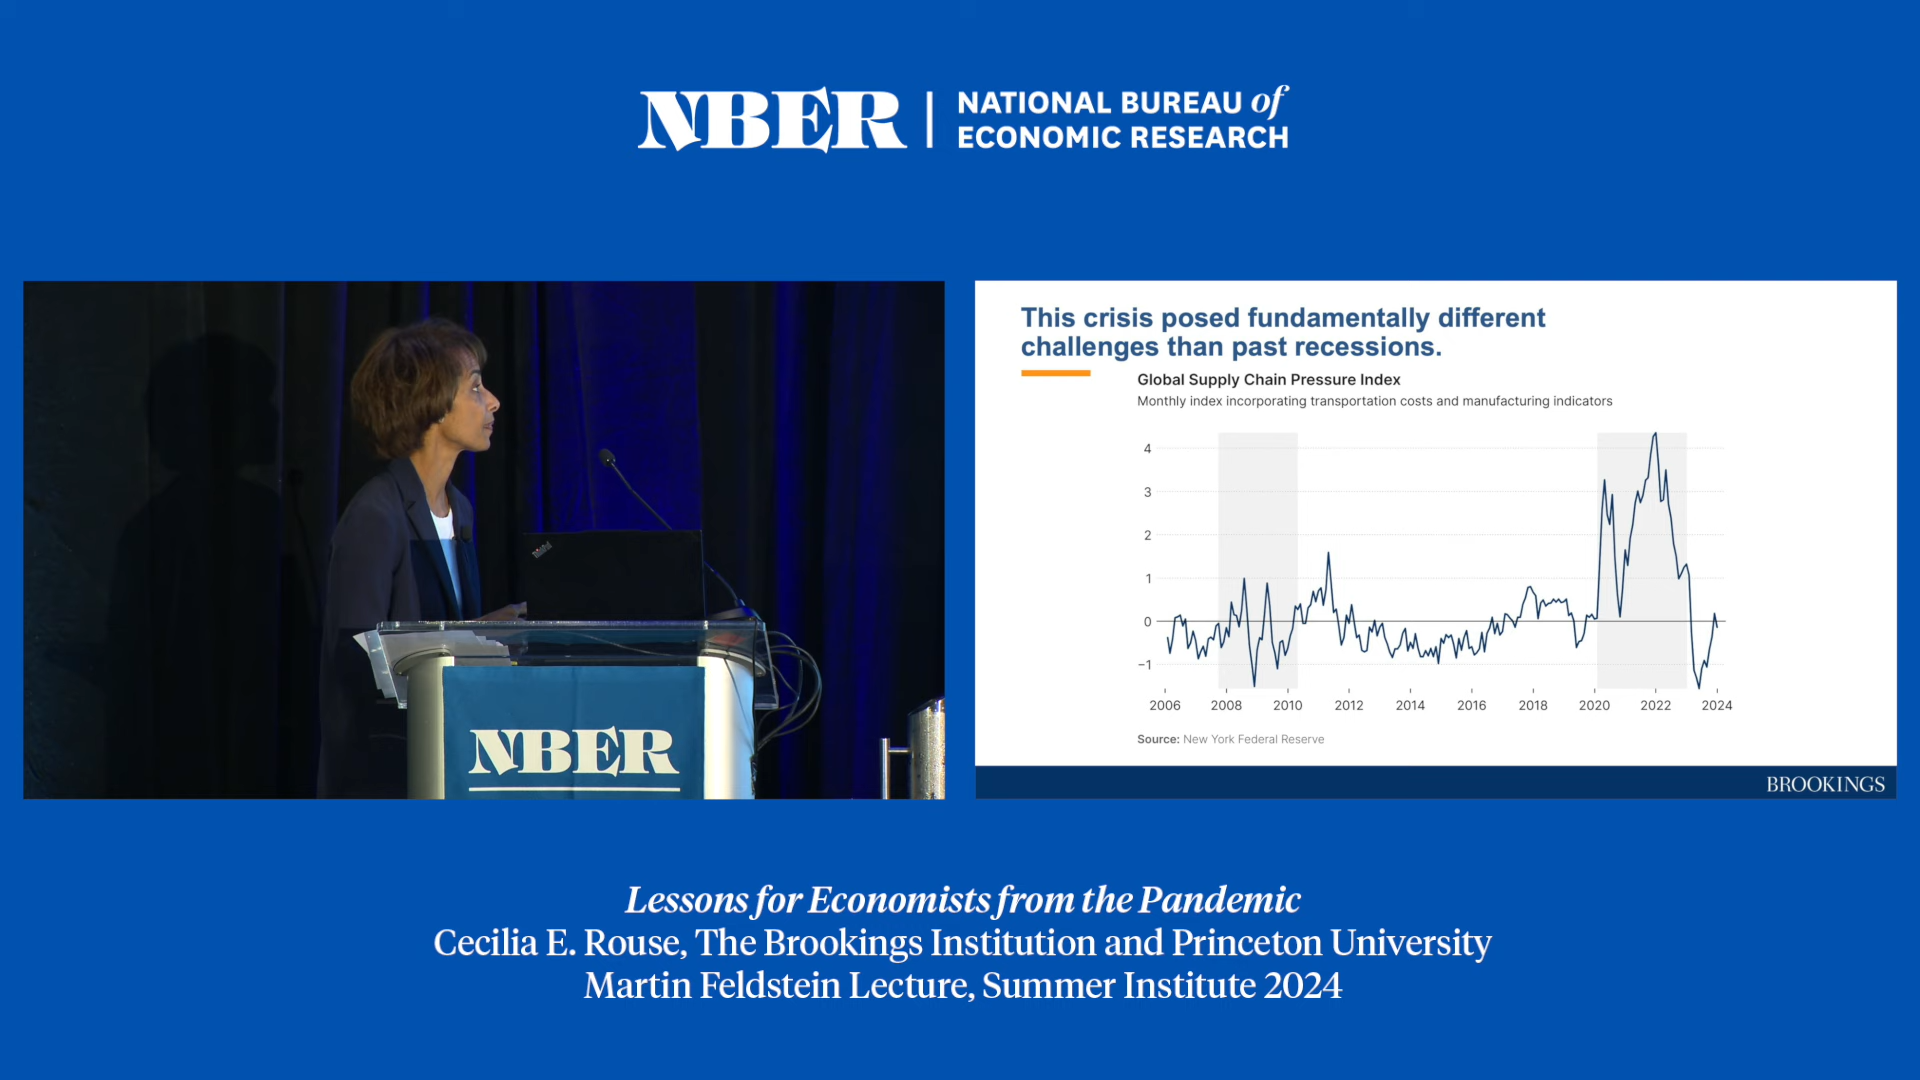 NBER | NATIONAL BUREAU of
ECONOMIC RESEARCH
NBER
This crisis posed fundamentally different
challenges than past recessions.
Global Supply Chain Pressure Index
Monthly index incorporating transportation costs and manufacturing indicators
4
3
2
1
0
−1
2006 2008 2010 2012 2014 2016 2018 2020 2022 2024
Source: New York Federal Reserve
BROOKINGS
Lessons for Economists from the Pandemic
Cecilia E. Rouse, The Brookings Institution and Princeton University
Martin Feldstein Lecture, Summer Institute 2024